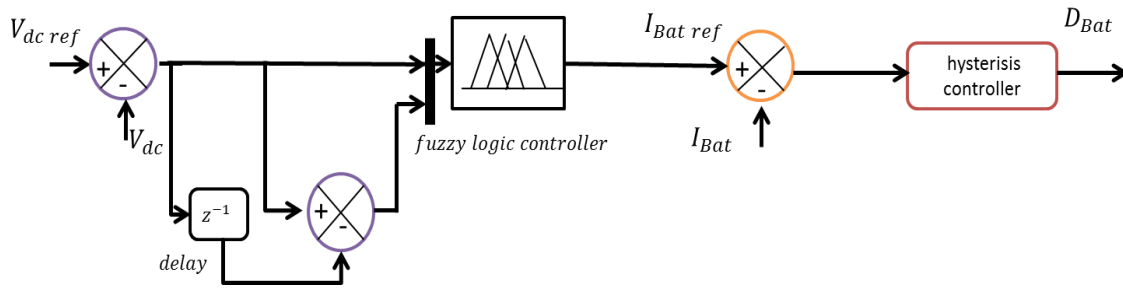 V_dc ref
+
-
V_dc
z⁻¹
delay
+
-
fuzzy logic controller
I_Bat ref
+
-
I_Bat
hysterisis
controller
D_Bat